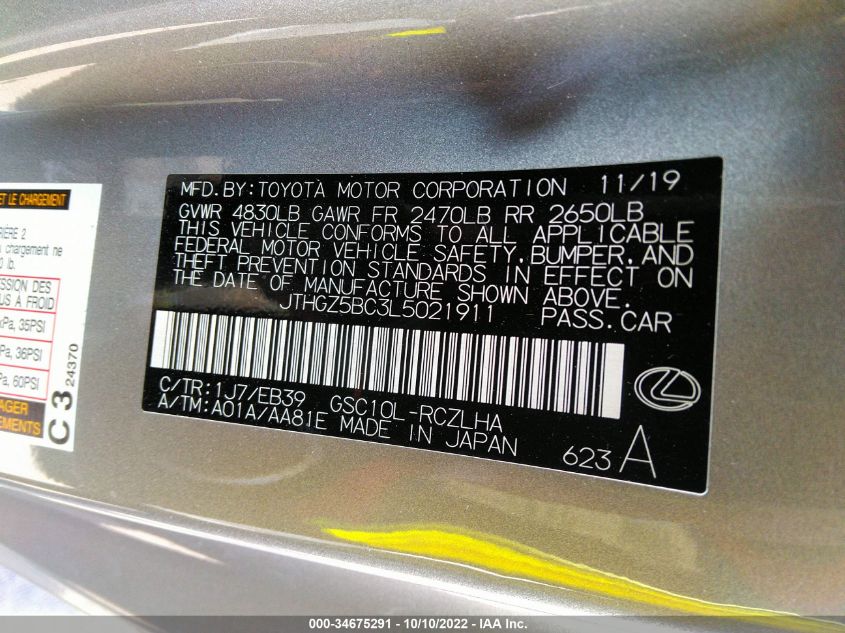 MFD. BY: TOYOTA MOTOR CORPORATION 11/19
GVWR 4830LB GAWR FR 2470LB RR 2650LB
THIS VEHICLE CONFORMS TO ALL APPLICABLE
FEDERAL MOTOR VEHICLE SAFETY, BUMPER, AND
THEFT PREVENTION STANDARDS IN EFFECT ON
THE DATE OF MANUFACTURE SHOWN ABOVE.
JTHGZ5BC3L5021911 PASS. CAR
C/TR: 1J7/EB39 GSC10L-RCZLHA
A/TM: A01A/AA81E MADE IN JAPAN
623 A
ET LE CHARGEMENT
RIÈRE 2
chargement ne
lb.
ESSION DES
US À FROID
kPa, 35PSI
Pa, 36PSI
Pa, 60PSI
AGER
EMENTS
C 3 24370
000-34675291 - 10/10/2022 - IAA Inc.